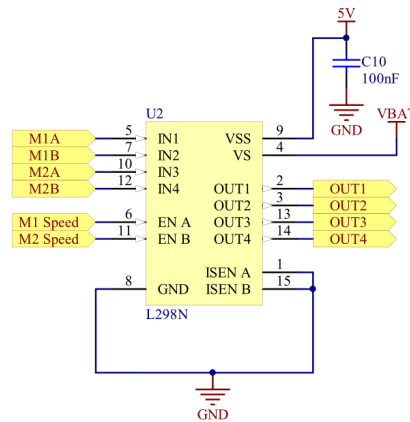 5V
C10
100nF
GND
VBAT
U2
M1A 5 IN1 VSS 9
M1B 7 IN2 VS 4
M2A 10 IN3
M2B 12 IN4
OUT1 2 OUT1
OUT2 3 OUT2
M1 Speed 6 EN A OUT3 13 OUT3
M2 Speed 11 EN B OUT4 14 OUT4
ISEN A 1
8 GND ISEN B 15
L298N
GND